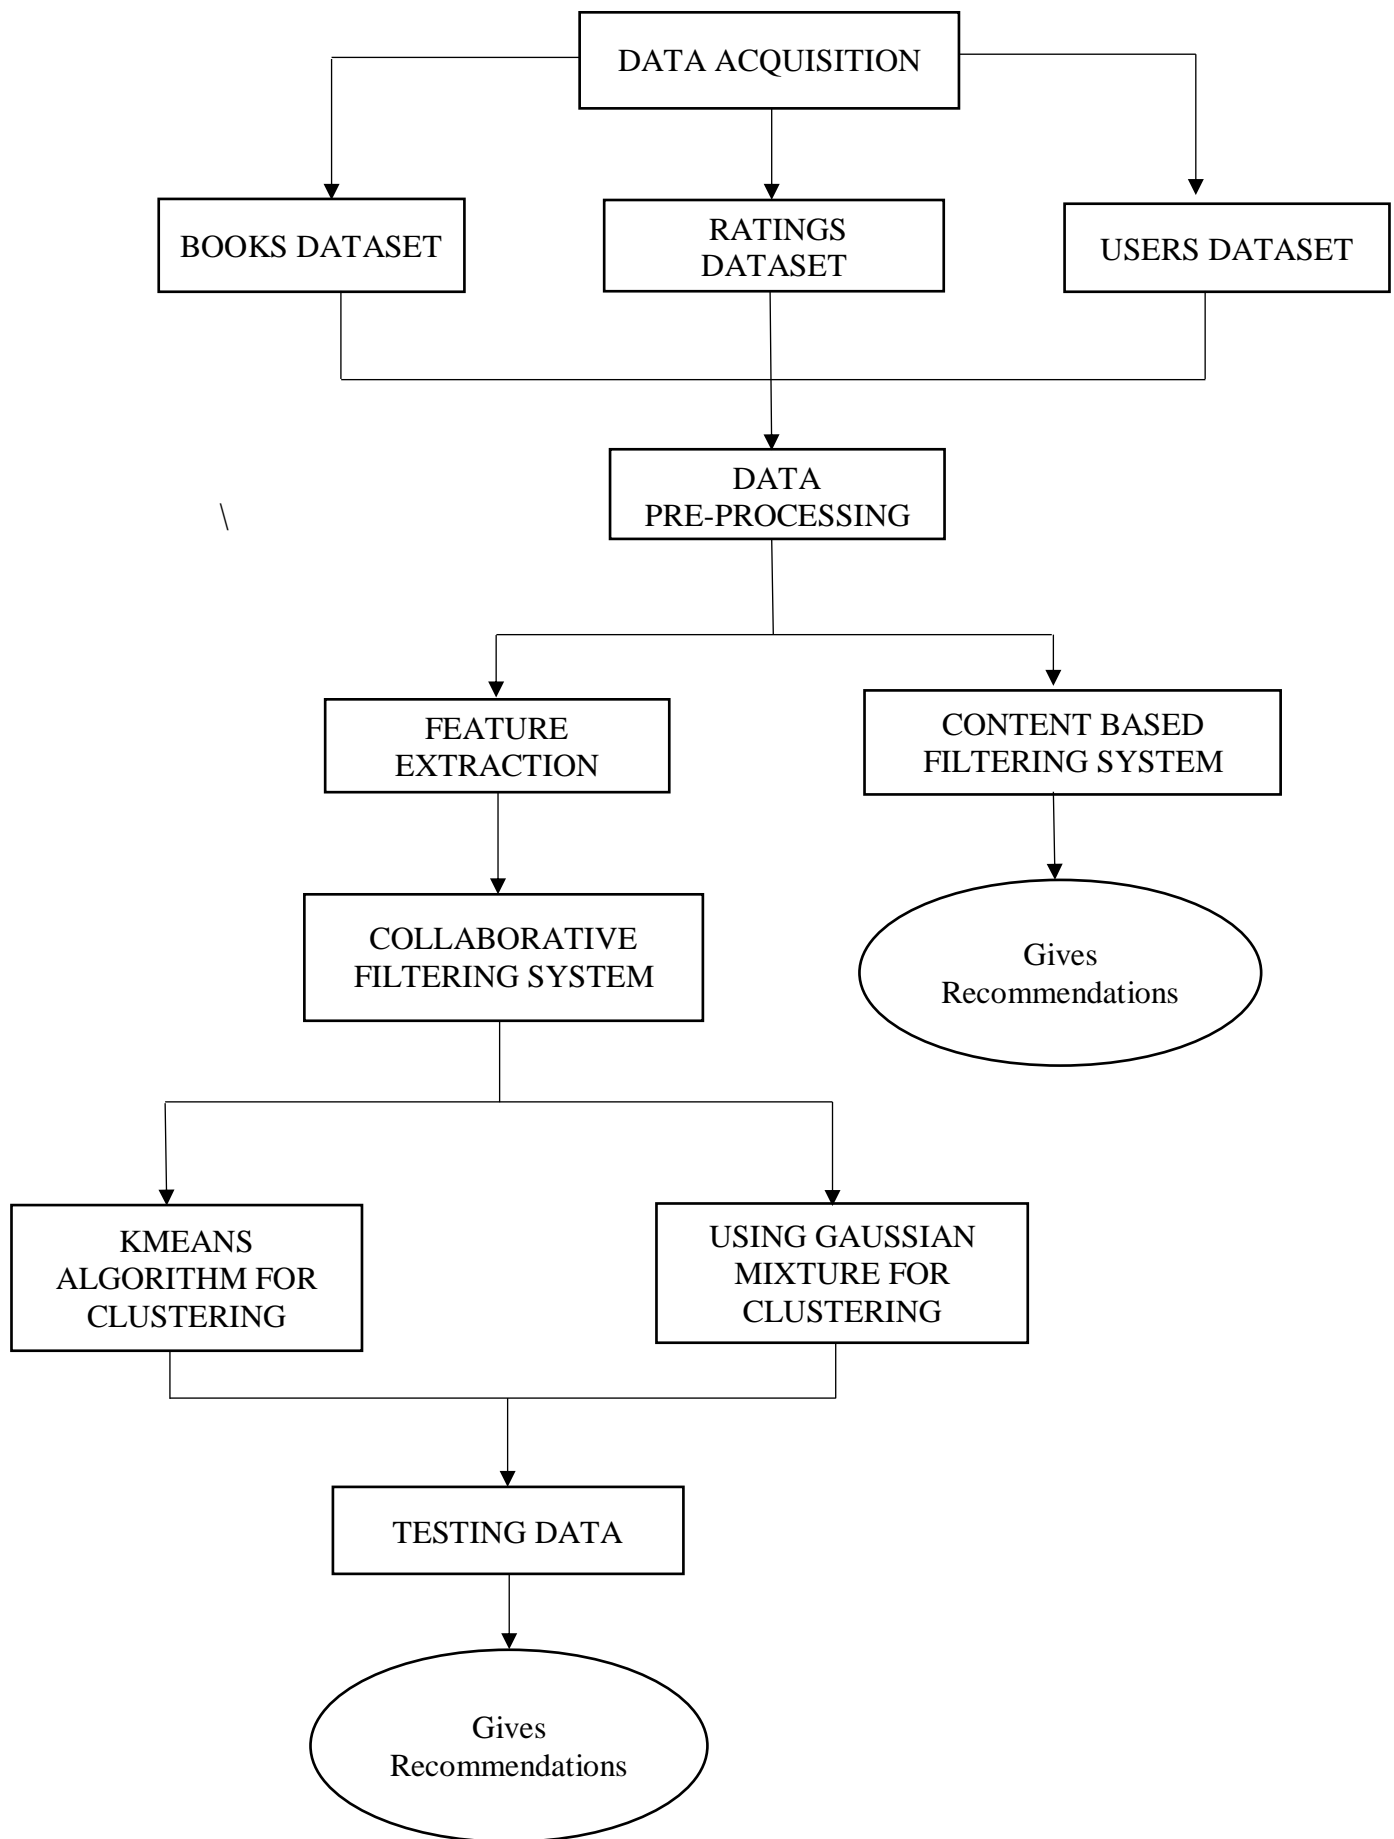 DATA ACQUISITION
BOOKS DATASET
RATINGS
DATASET
USERS DATASET
DATA
PRE-PROCESSING
\
FEATURE
EXTRACTION
CONTENT BASED
FILTERING SYSTEM
COLLABORATIVE
FILTERING SYSTEM
Gives
Recommendations
KMEANS
ALGORITHM FOR
CLUSTERING
USING GAUSSIAN
MIXTURE FOR
CLUSTERING
TESTING DATA
Gives
Recommendations